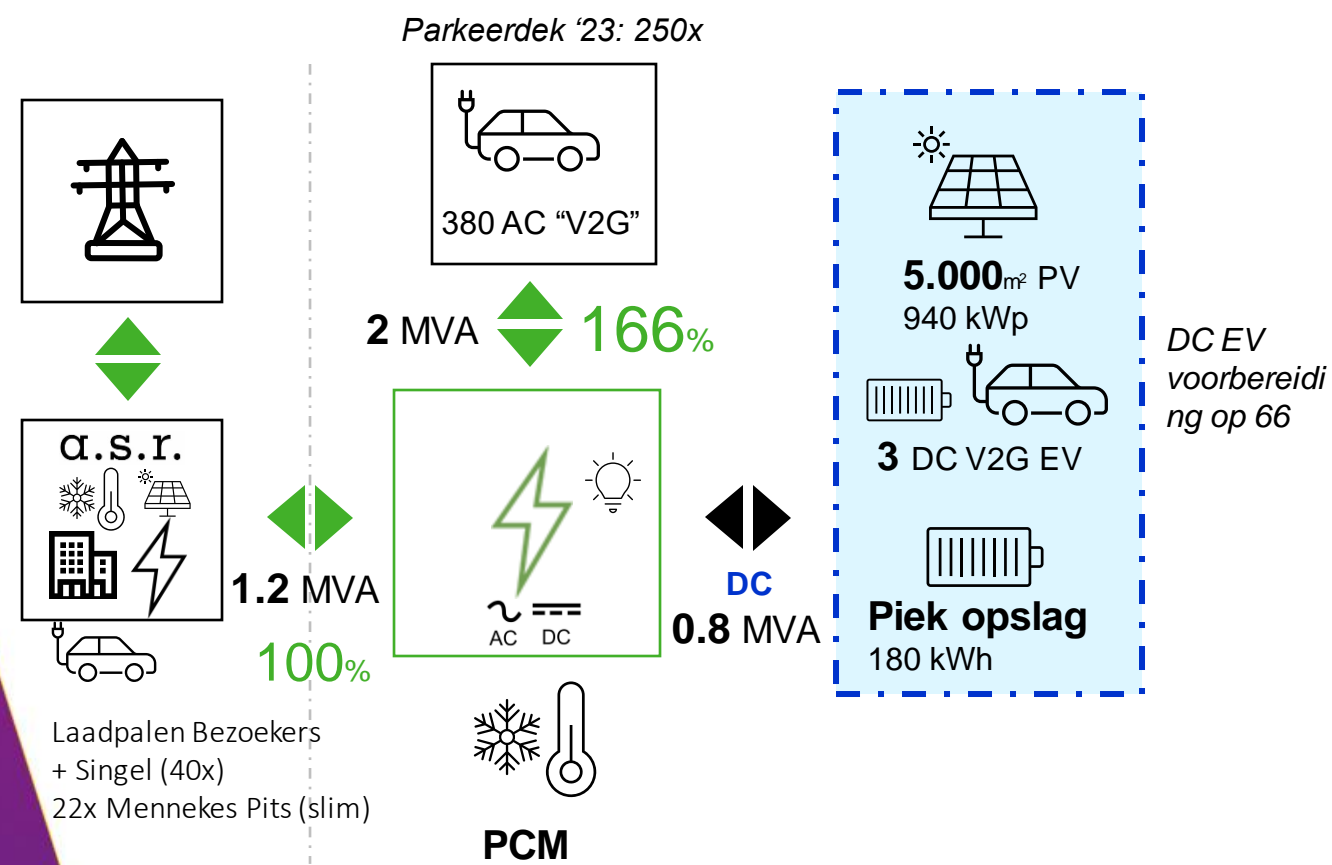 Parkeerdek ‘23: 250x
380 AC “V2G”
2 MVA
166%
a.s.r.
1.2 MVA
100%
Laadpalen Bezoekers
+ Singel (40x)
22x Mennekes Pits (slim)
AC DC
PCM
DC
0.8 MVA
5.000m² PV
940 kWp
3 DC V2G EV
Piek opslag
180 kWh
DC EV
voorbereidi
ng op 66